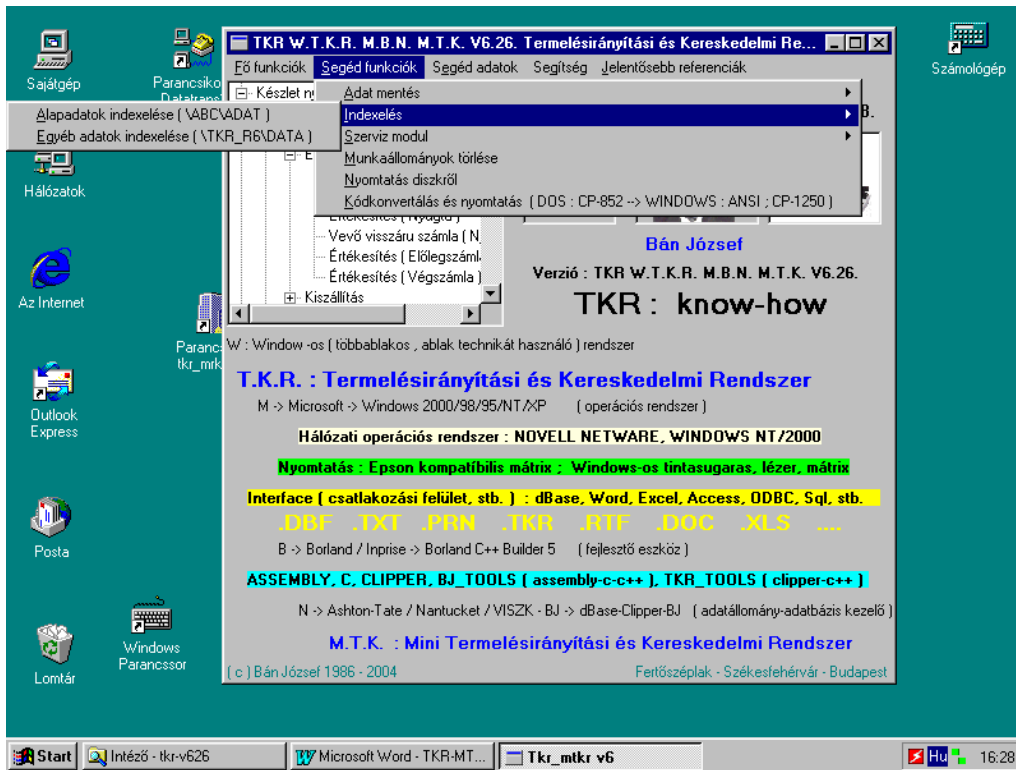 Sajátgép
Parancsiko
Datatrans
Hálózatok
Az Internet
Paranc
tkr_mrk
Outlook
Express
Posta
Windows
Parancssor
Lomtár
Számológép
TKR W.T.K.R. M.B.N. M.T.K. V6.26. Termelésirányítási és Kereskedelmi Re...
Fő funkciók Segéd funkciók Segéd adatok Segítség Jelentősebb referenciák
Készlet ny
Adat mentés
Indexelés
Szerviz modul
Munkaállományok törlése
Nyomtatás diszkről
Kódkonvertálás és nyomtatás ( DOS : CP-852 --> WINDOWS : ANSI ; CP-1250 )
Alapadatok indexelése ( \ABC\ADAT )
Egyéb adatok indexelése ( \TKR_R6\DATA )
B.
E
Értékesítés ( Nyugta )
Vevő visszáru számla ( N
Értékesítés ( Előlegszáml
Értékesítés ( Végszámla )
Kiszállítás
Bán József
Verzió : TKR W.T.K.R. M.B.N. M.T.K. V6.26.
TKR : know-how
W : Window -os ( többablakos , ablak technikát használó ) rendszer
T.K.R. : Termelésirányítási és Kereskedelmi Rendszer
M -> Microsoft -> Windows 2000/98/95/NT/XP ( operációs rendszer )
Hálózati operációs rendszer : NOVELL NETWARE, WINDOWS NT/2000
Nyomtatás : Epson kompatíbilis mátrix ; Windows-os tintasugaras, lézer, mátrix
Interface ( csatlakozási felület, stb. ) : dBase, Word, Excel, Access, ODBC, Sql, stb.
.DBF .TXT .PRN .TKR .RTF .DOC .XLS ....
B -> Borland / Inprise -> Borland C++ Builder 5 ( fejlesztő eszköz )
ASSEMBLY, C, CLIPPER, BJ_TOOLS ( assembly-c-c++ ), TKR_TOOLS ( clipper-c++ )
N -> Ashton-Tate / Nantucket / VISZK - BJ -> dBase-Clipper-BJ ( adatállomány-adatbázis kezelő )
M.T.K. : Mini Termelésirányítási és Kereskedelmi Rendszer
( c ) Bán József 1986 - 2004 Fertőszéplak - Székesfehérvár - Budapest
Start Intéző - tkr-v626 Microsoft Word - TKR-MT... Tkr_mtkr v6 Hu 16:28